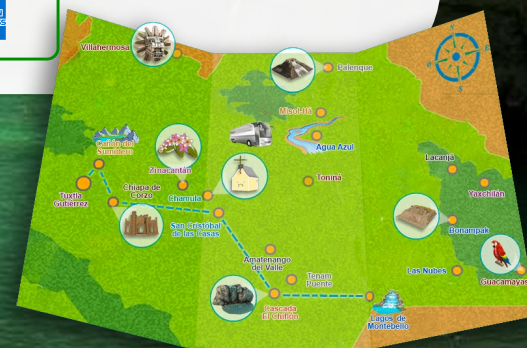 Villahermosa
Palenque
Misol-Há
Agua Azul
Cañón del
Sumidero
Zinacantán
Lacanja
Toniná
Tuxtla
Gutiérrez
Chiapa de
Corzo
Chamula
Yaxchilán
San Cristóbal
de las Casas
Bonampak
Amatenango
del Valle
Tenam
Puente
Las Nubes
Guacamayas
Cascada
El Chiflón
Lagos de
Montebello